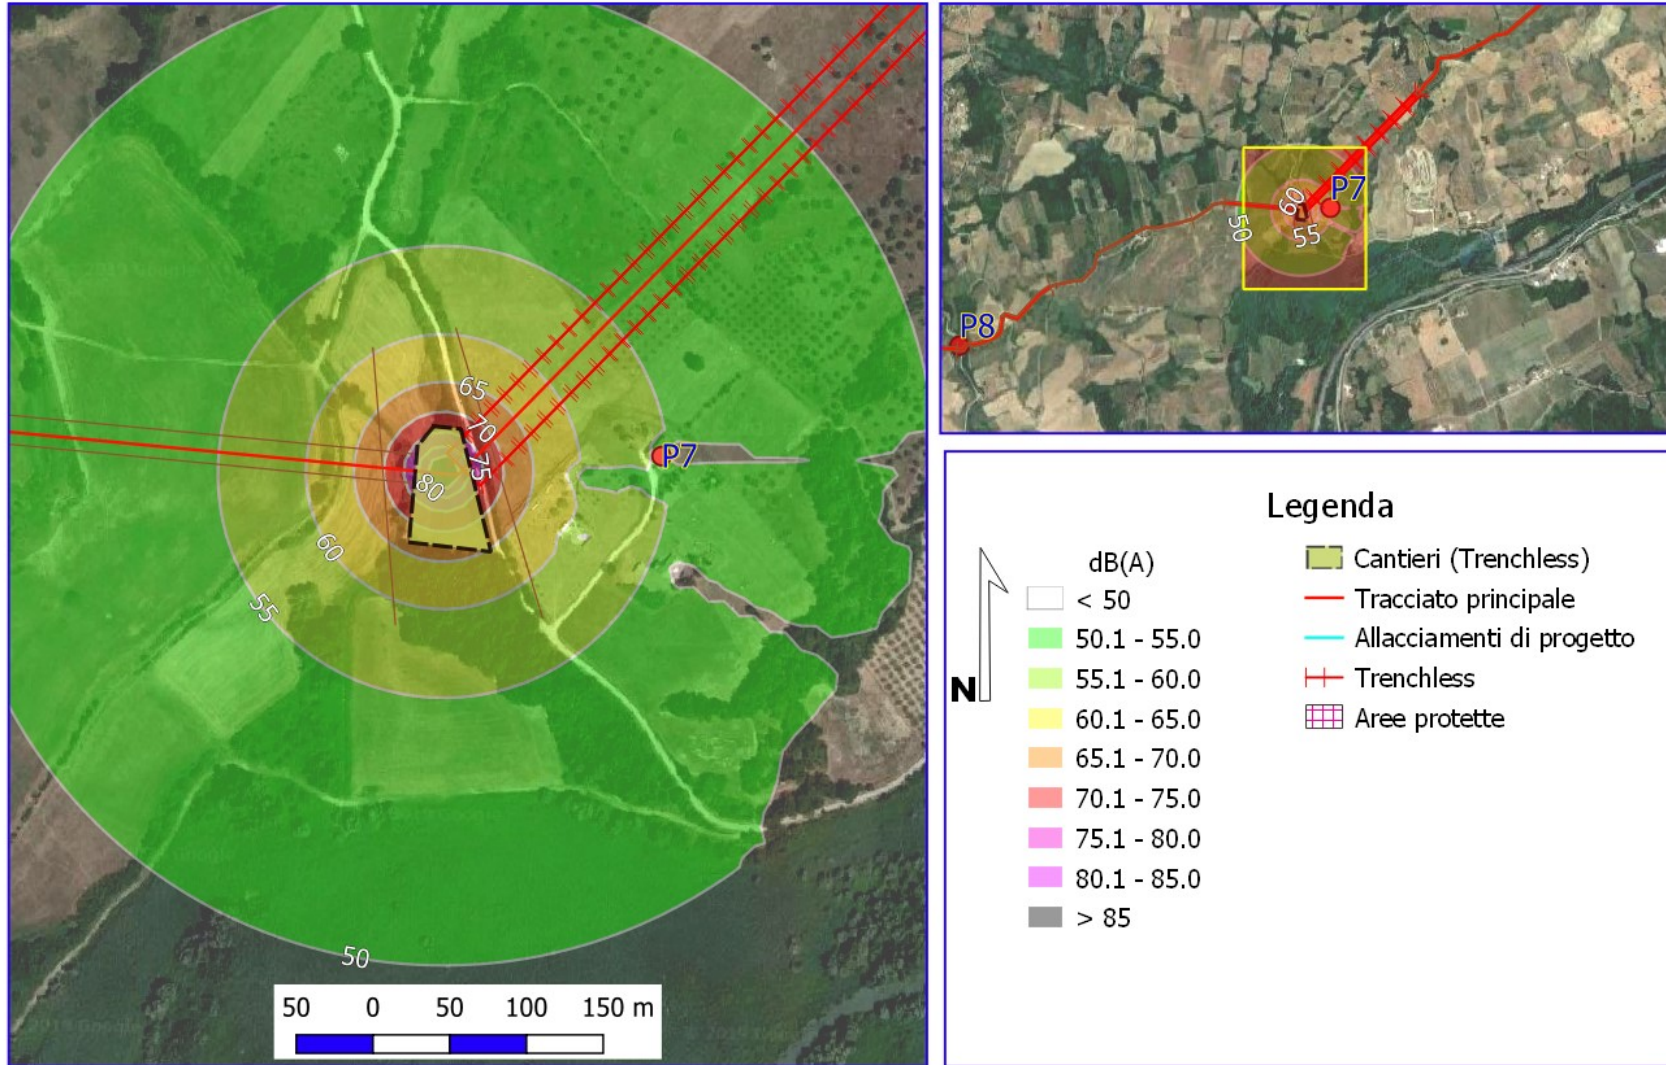 65
70
75
80
60
55
50
P7
50 0 50 100 150 m
P7
60
50
55
P8
Legenda
N
dB(A)
< 50
50.1 - 55.0
55.1 - 60.0
60.1 - 65.0
65.1 - 70.0
70.1 - 75.0
75.1 - 80.0
80.1 - 85.0
> 85
Cantieri (Trenchless)
Tracciato principale
Allacciamenti di progetto
Trenchless
Aree protette